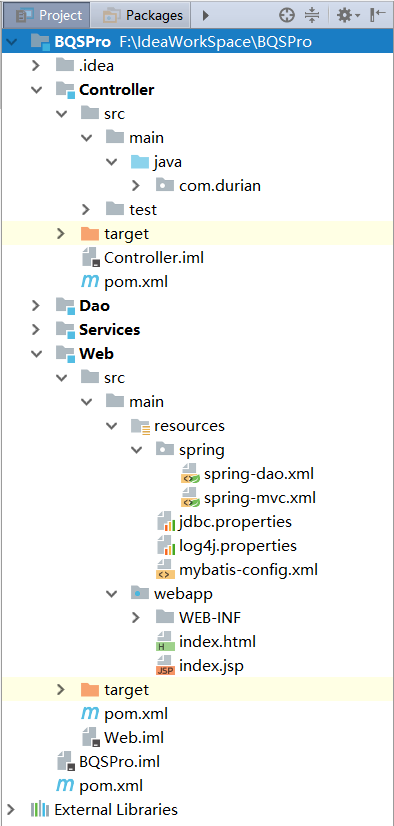 Project Packages
BQSPro F:\IdeaWorkSpace\BQSPro
.idea
Controller
src
main
java
com.durian
test
target
Controller.iml
pom.xml
Dao
Services
Web
src
main
resources
spring
spring-dao.xml
spring-mvc.xml
jdbc.properties
log4j.properties
mybatis-config.xml
webapp
WEB-INF
index.html
index.jsp
target
pom.xml
Web.iml
BQSPro.iml
pom.xml
External Libraries